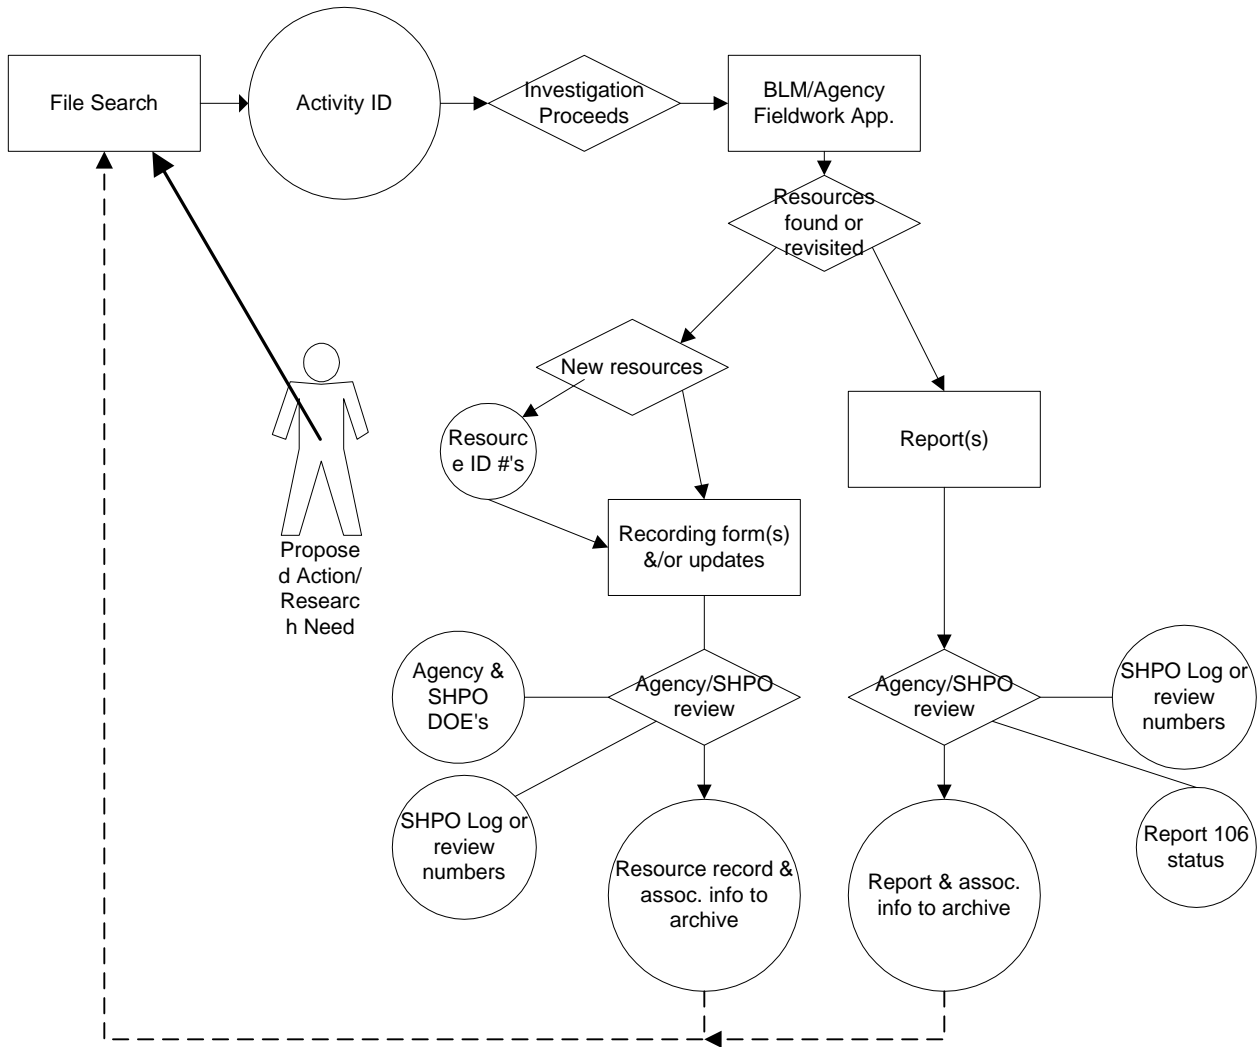 File Search
Activity ID
Investigation
Proceeds
BLM/Agency
Fieldwork App.
Resources
found or
revisited
New resources
Resourc
e ID #'s
Report(s)
Recording form(s)
&/or updates
Propose
d Action/
Researc
h Need
Agency &
SHPO
DOE's
Agency/SHPO
review
Agency/SHPO
review
SHPO Log or
review
numbers
SHPO Log or
review
numbers
Resource record &
assoc. info to
archive
Report & assoc.
info to archive
Report 106
status